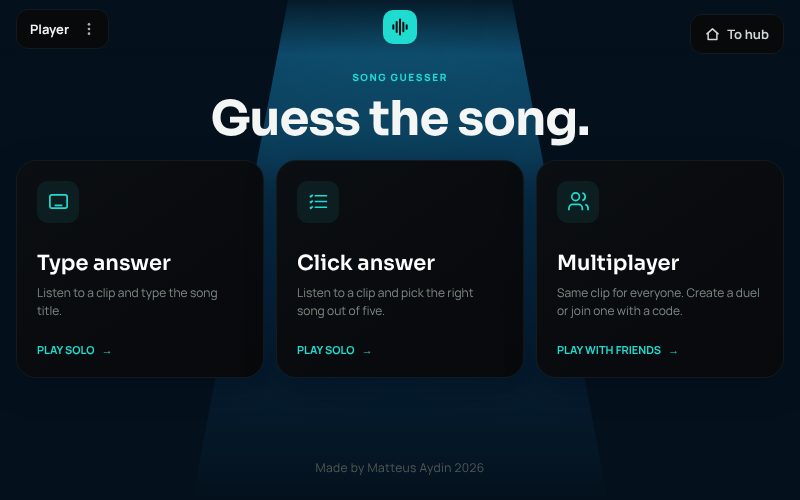 Player
To hub
SONG GUESSER
Guess the song.
Type answer
Listen to a clip and type the song
title.
PLAY SOLO →
Click answer
Listen to a clip and pick the right
song out of five.
PLAY SOLO →
Multiplayer
Same clip for everyone. Create a duel
or join one with a code.
PLAY WITH FRIENDS →
Made by Matteus Aydin 2026